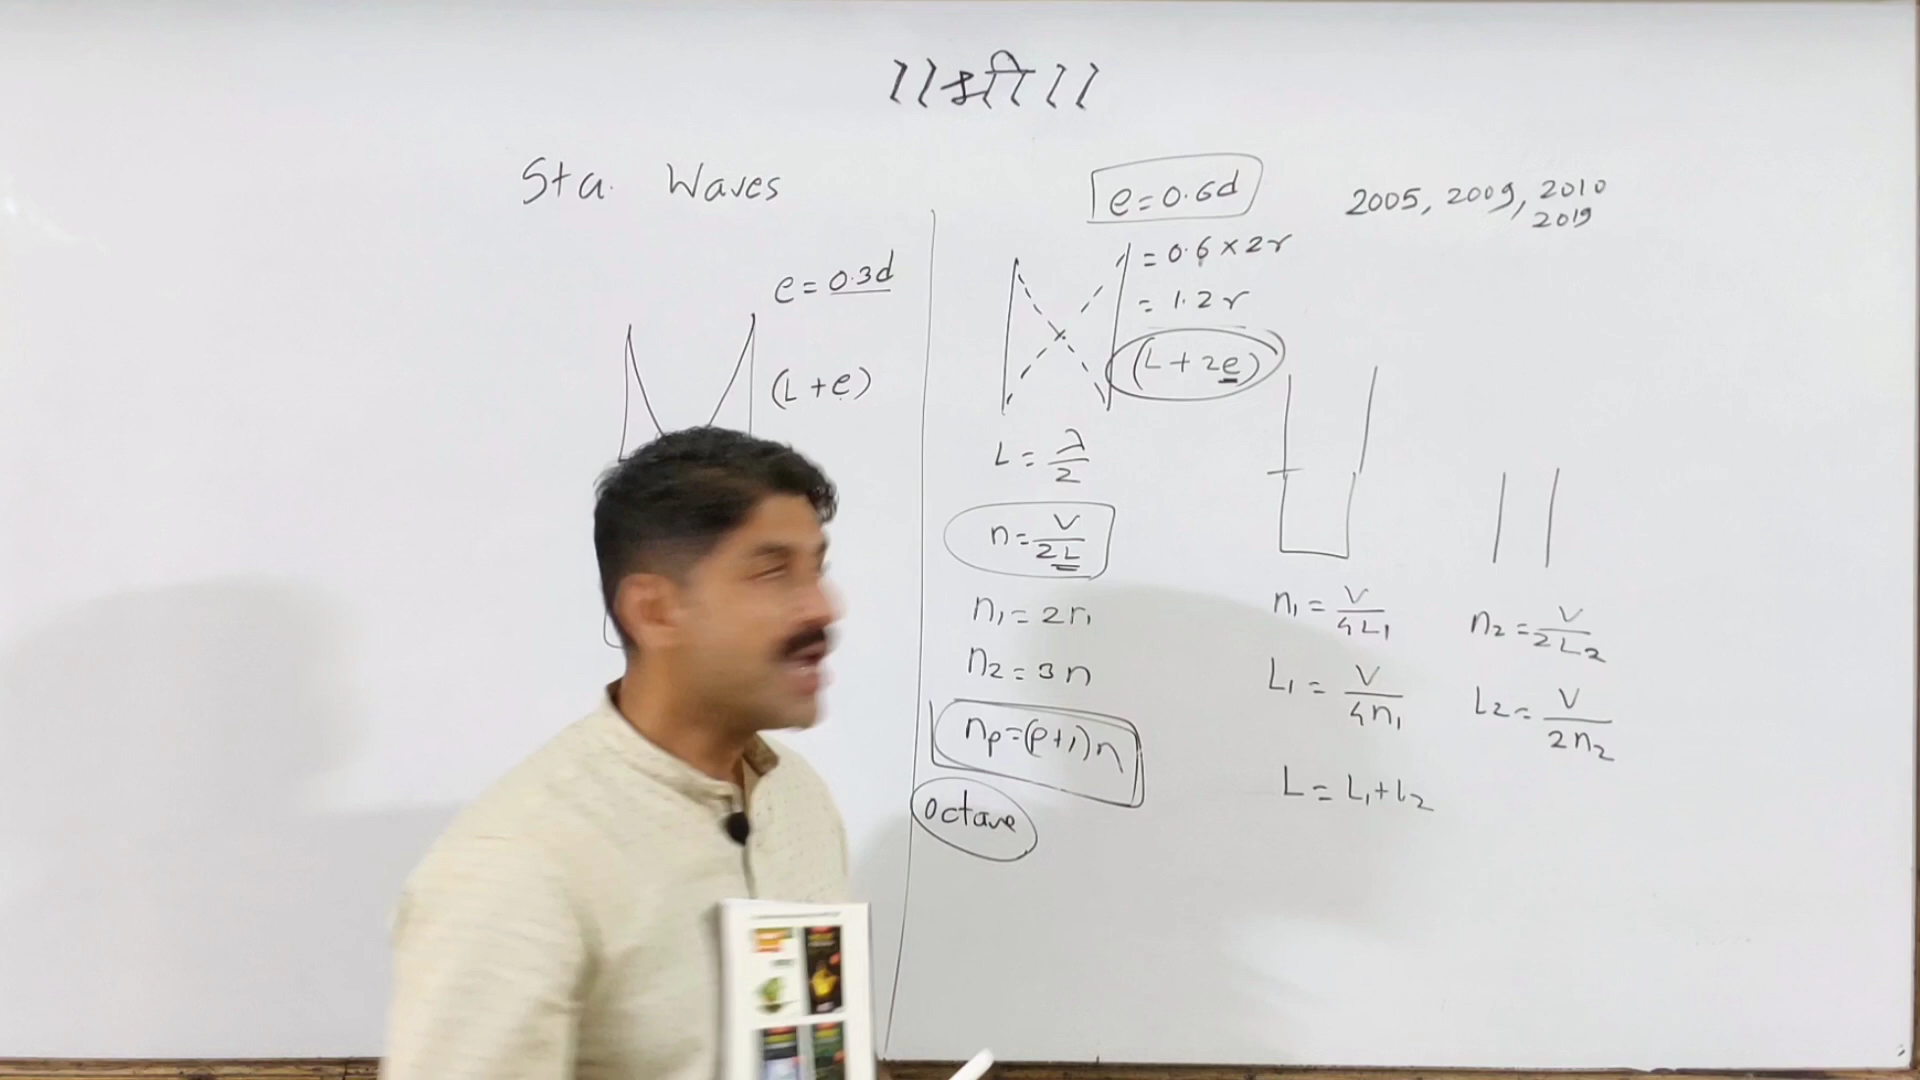 ।।श्री।।
Sta. Waves
e = 0.3d
(L + e)
e = 0.6d
= 0.6 × 2r
= 1.2r
(L + 2e)
L = λ/2
n = V/2L
n₁ = 2n
n₂ = 3n
nₚ = (p+1)n
octave
2005, 2009, 2010
2019
n₁ = V/4L₁
L₁ = V/4n₁
L = L₁ + L₂
n₂ = V/2L₂
L₂ = V/2n₂